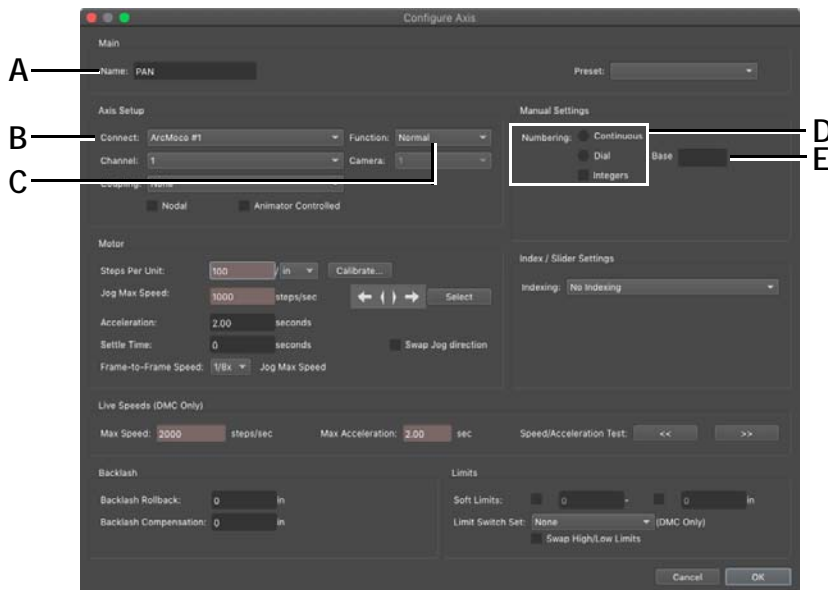 Configure Axis
Main
A
Name: PAN
Preset:
Axis Setup
Manual Settings
B
Connect: ArcMoco #1
Function: Normal
Numbering: Continuous
D
Channel: 1
Camera: 1
Dial
Base
E
C
Coupling: None
Integers
Nodal
Animator Controlled
Motor
Index / Slider Settings
Steps Per Unit: 100 / in
Calibrate...
Indexing: No Indexing
Jog Max Speed: 1000 steps/sec
Select
Acceleration: 2.00 seconds
Settle Time: 0 seconds
Swap Jog direction
Frame-to-Frame Speed: 1/8x Jog Max Speed
Live Speeds (DMC Only)
Max Speed: 2000 steps/sec
Max Acceleration: 2.00 sec
Speed/Acceleration Test: << >>
Backlash
Limits
Backlash Rollback: 0 in
Soft Limits: 0 - 0 in
Backlash Compensation: 0 in
Limit Switch Set: None (DMC Only)
Swap High/Low Limits
Cancel
OK